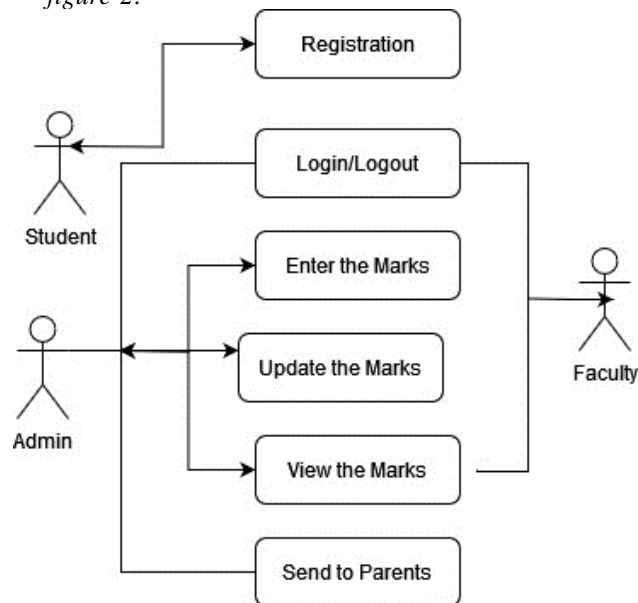 figure 2.
Registration
Login/Logout
Student
Enter the Marks
Update the Marks
Faculty
Admin
View the Marks
Send to Parents